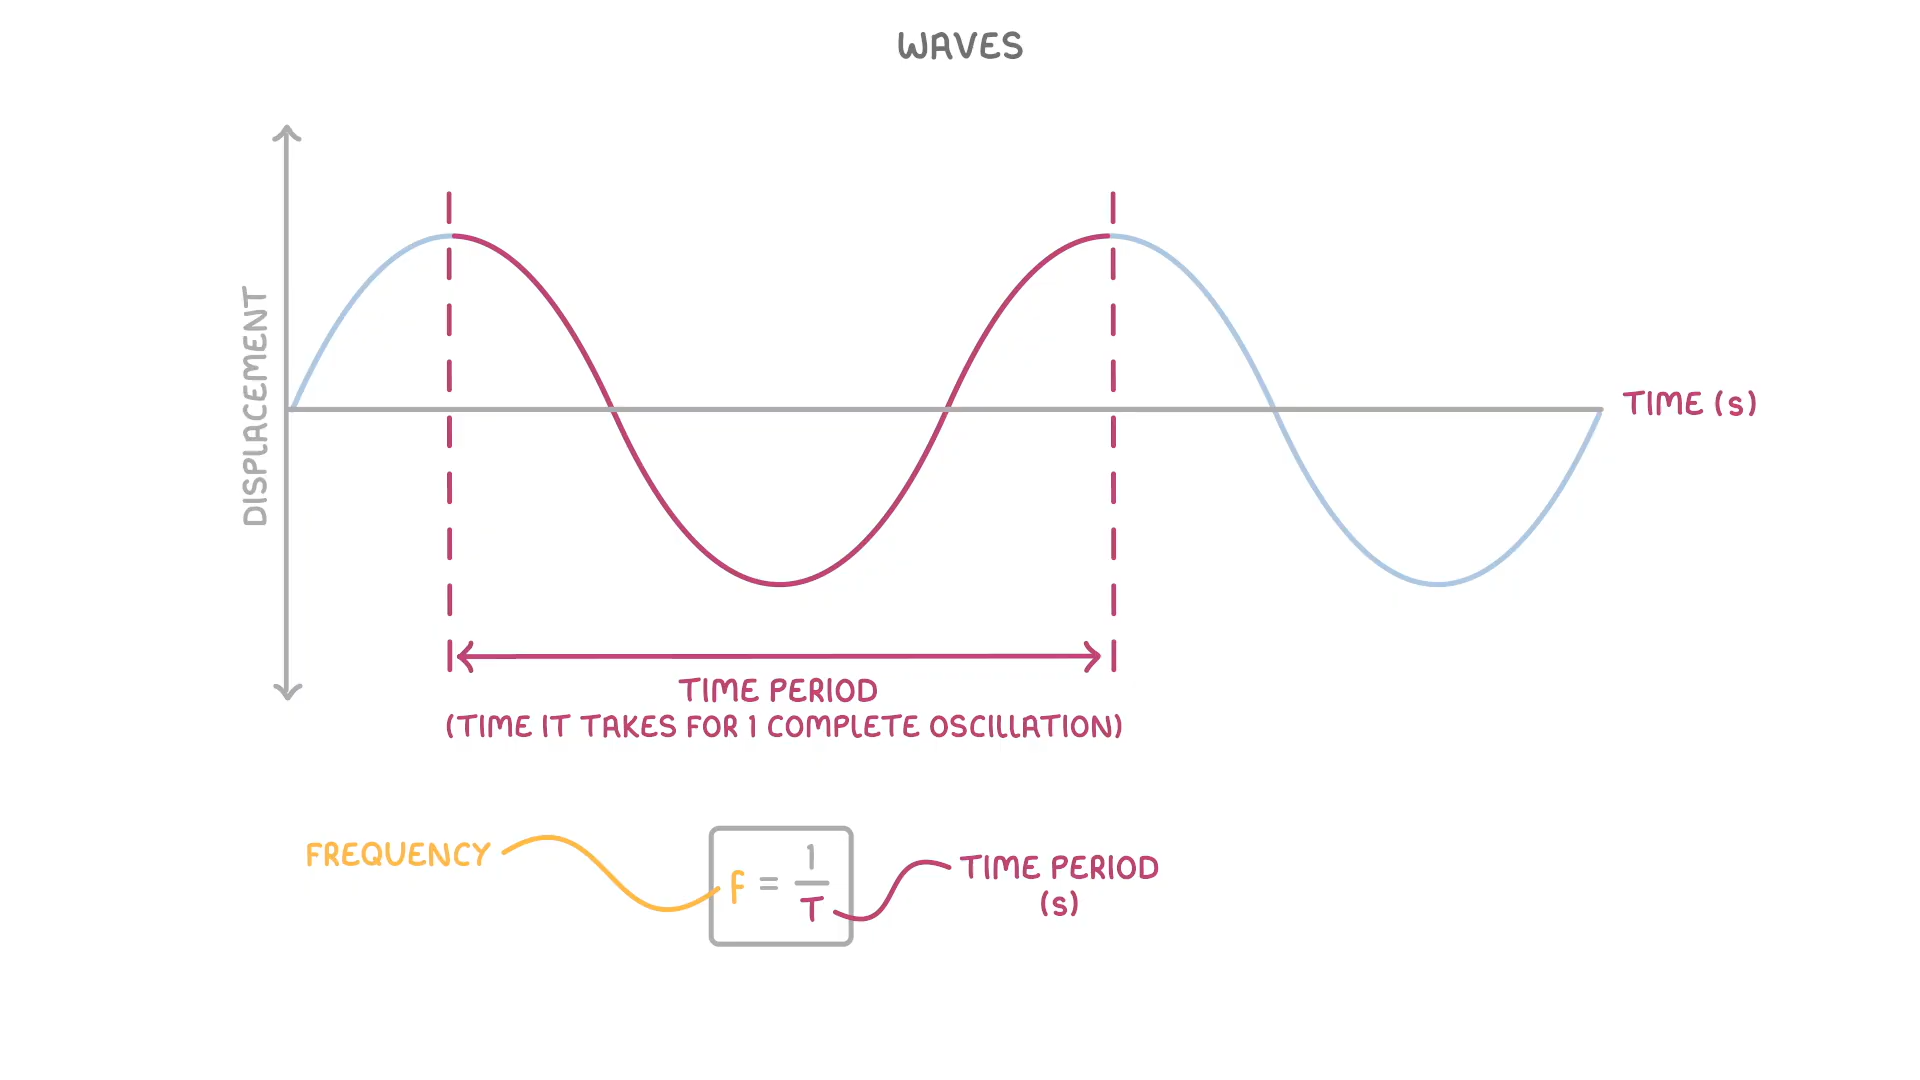 WAVES
DISPLACEMENT
TIME (s)
TIME PERIOD
(TIME IT TAKES FOR 1 COMPLETE OSCILLATION)
FREQUENCY
F = 1/T
TIME PERIOD
(s)